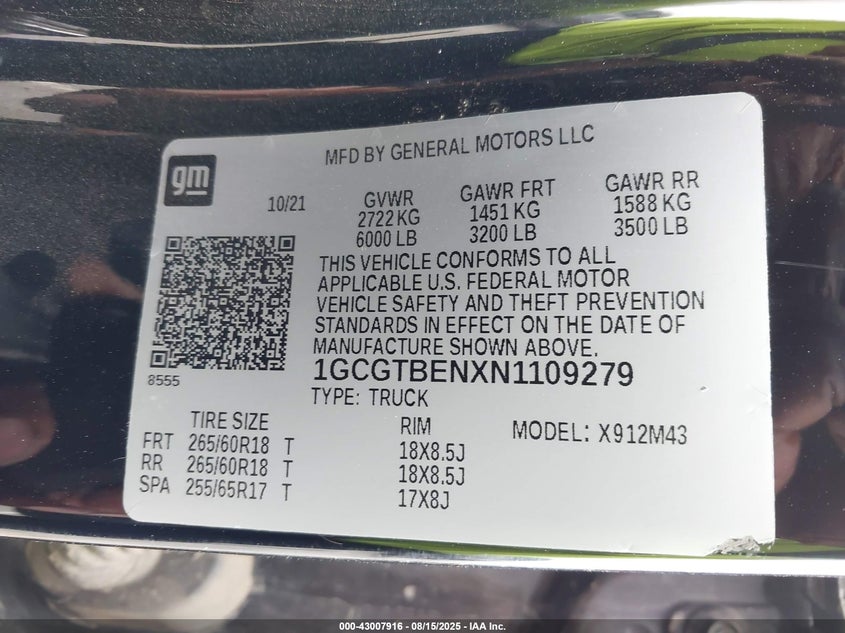 MFD BY GENERAL MOTORS LLC
gm
10/21
GVWR GAWR FRT GAWR RR
2722 KG 1451 KG 1588 KG
6000 LB 3200 LB 3500 LB
THIS VEHICLE CONFORMS TO ALL
APPLICABLE U.S. FEDERAL MOTOR
VEHICLE SAFETY AND THEFT PREVENTION
STANDARDS IN EFFECT ON THE DATE OF
MANUFACTURE SHOWN ABOVE.
8555
1GCGTBENXN1109279
TYPE: TRUCK
TIRE SIZE RIM MODEL: X912M43
FRT 265/60R18 T 18X8.5J
RR 265/60R18 T 18X8.5J
SPA 255/65R17 T 17X8J
000-43007916 - 08/15/2025 - IAA Inc.